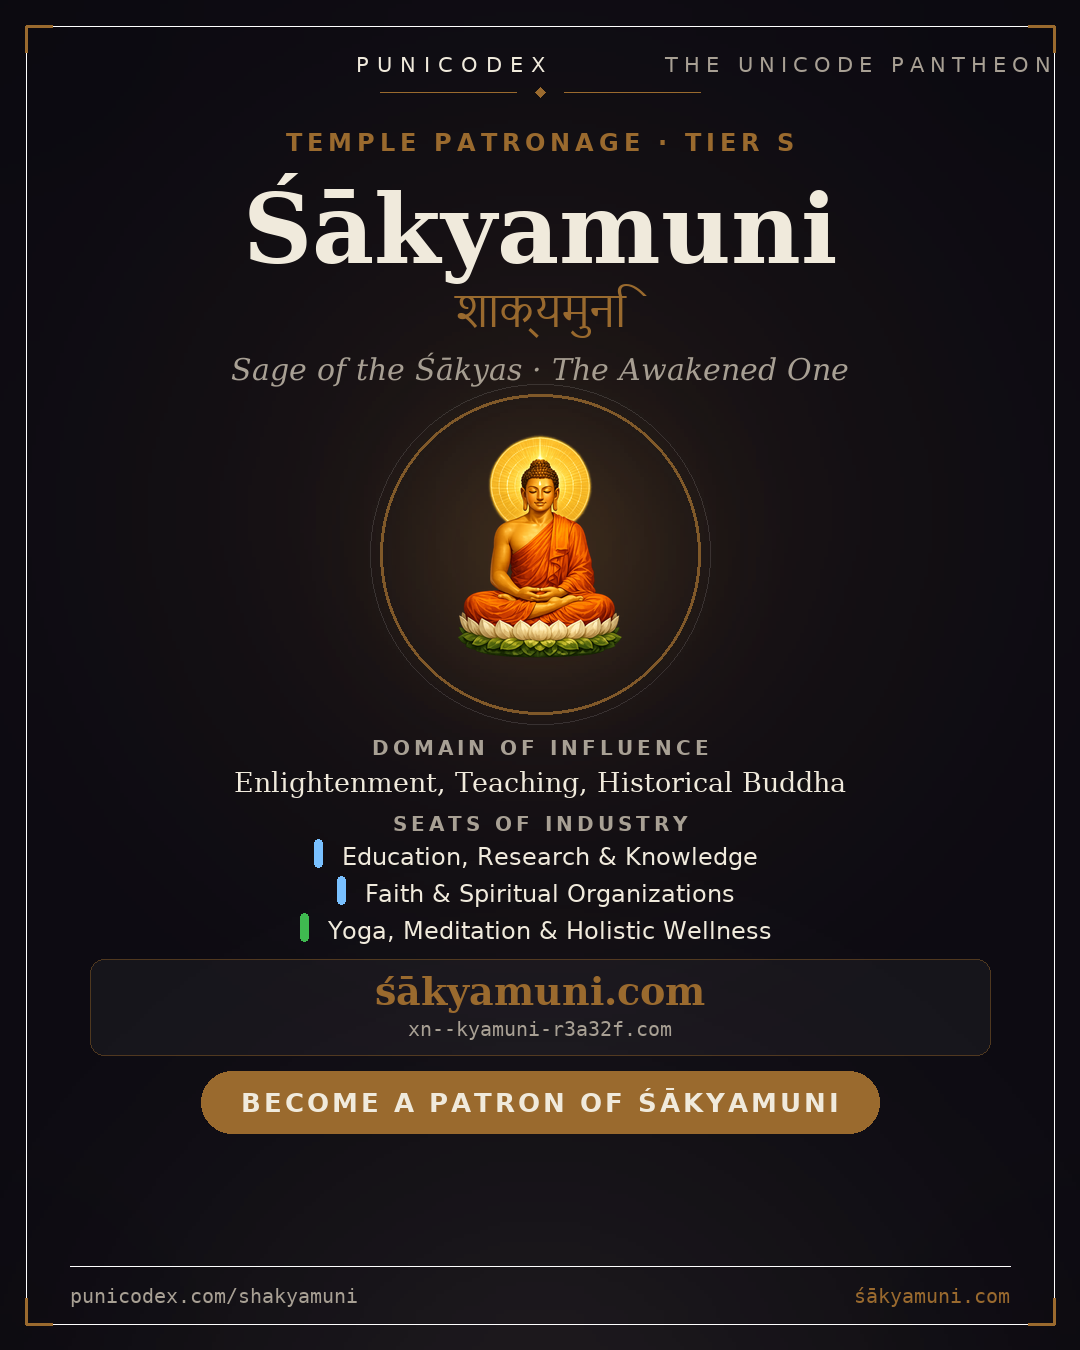 PUNICODEX THE UNICODE PANTHEON
TEMPLE PATRONAGE · TIER S
Śākyamuni
शाक्यमुनि
Sage of the Śākyas · The Awakened One
DOMAIN OF INFLUENCE
Enlightenment, Teaching, Historical Buddha
SEATS OF INDUSTRY
Education, Research & Knowledge
Faith & Spiritual Organizations
Yoga, Meditation & Holistic Wellness
śākyamuni.com
xn--kyamuni-r3a32f.com
BECOME A PATRON OF ŚĀKYAMUNI
punicodex.com/shakyamuni śākyamuni.com